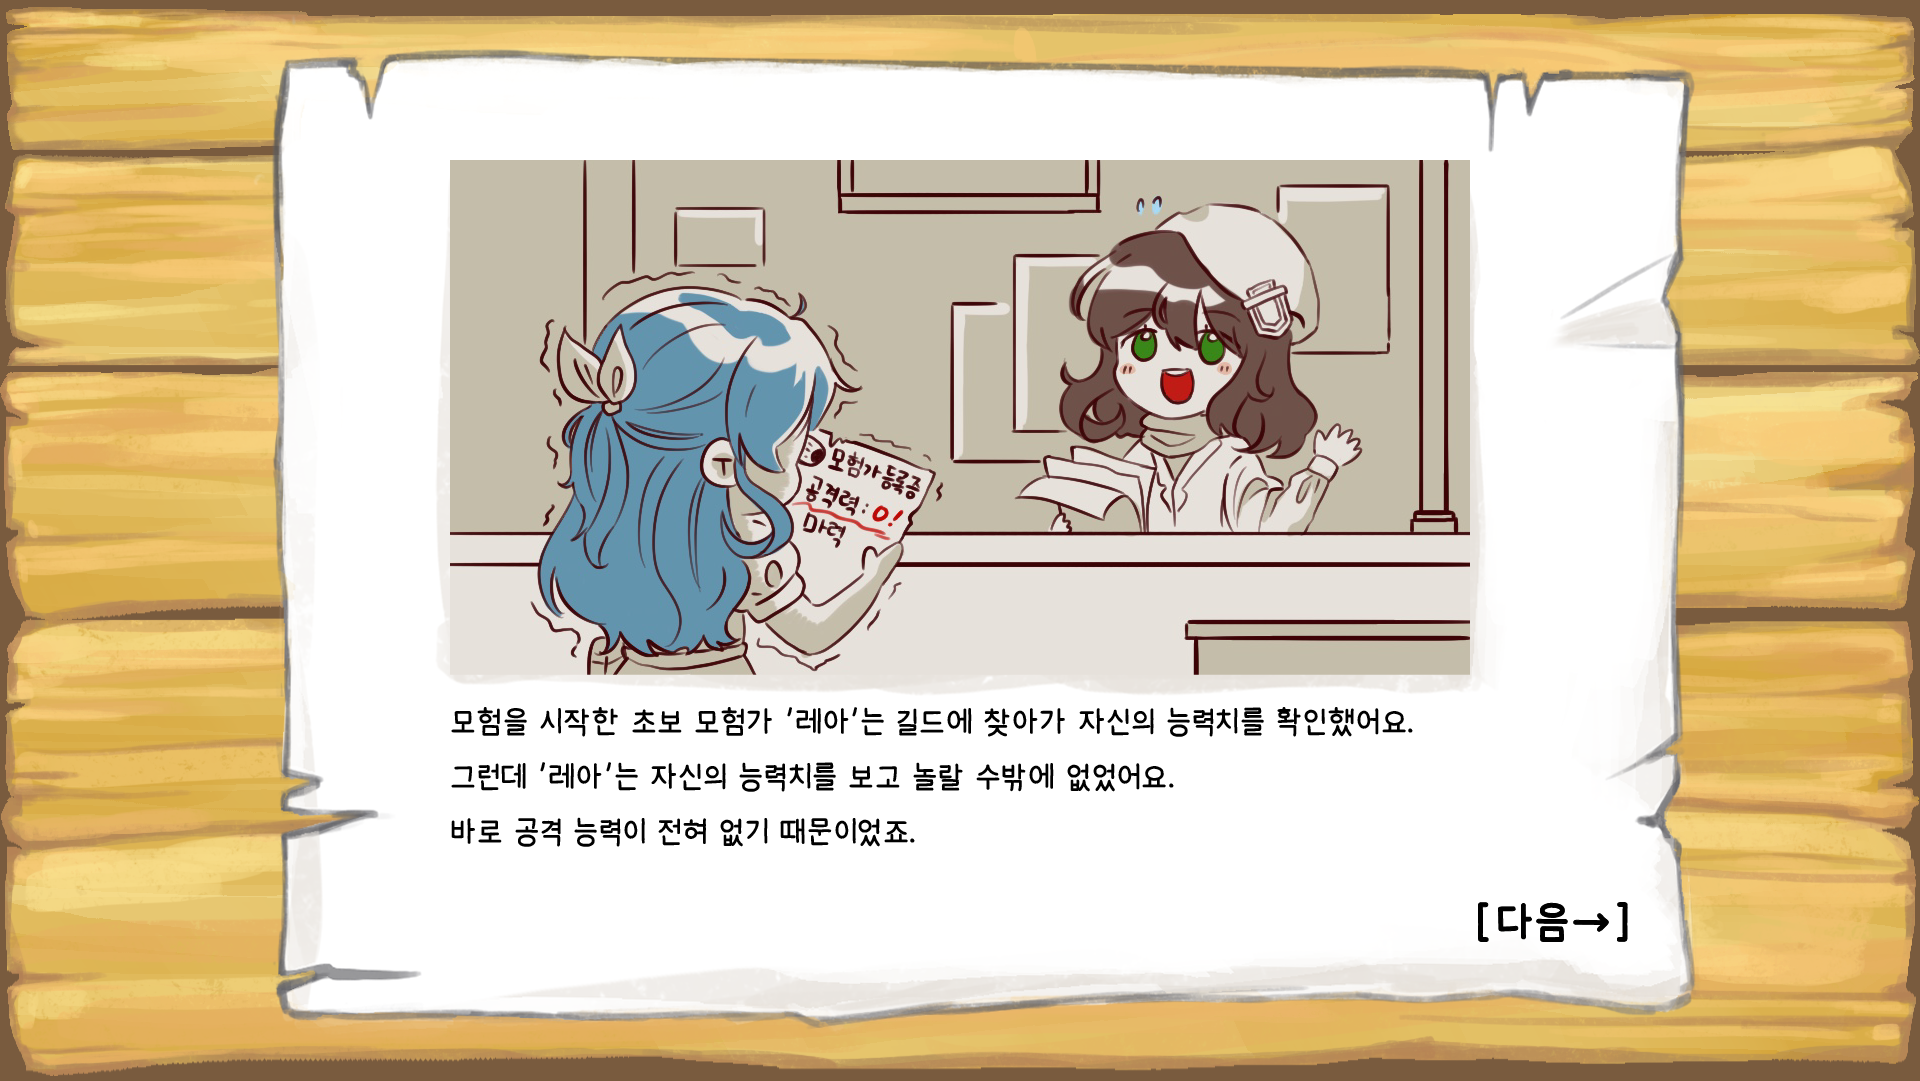 모험가 등록증
공격력 : 0!
마력
모험을 시작한 초보 모험가 '레아'는 길드에 찾아가 자신의 능력치를 확인했어요.
그런데 '레아'는 자신의 능력치를 보고 놀랄 수밖에 없었어요.
바로 공격 능력이 전혀 없기 때문이었죠.
[다음→]